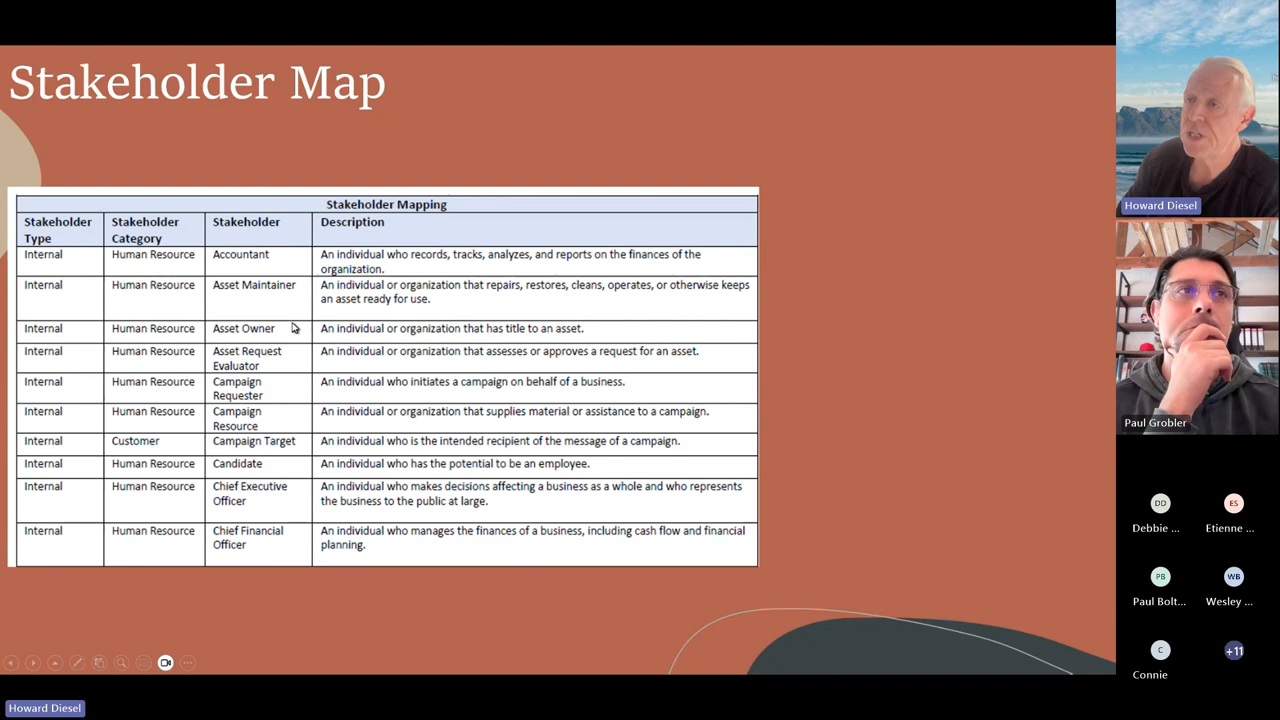 Stakeholder Map
Stakeholder Mapping
Stakeholder Type
Stakeholder Category
Stakeholder
Description
Internal
Human Resource
Accountant
An individual who records, tracks, analyzes, and reports on the finances of the
organization.
Internal
Human Resource
Asset Maintainer
An individual or organization that repairs, restores, cleans, operates, or otherwise keeps
an asset ready for use.
Internal
Human Resource
Asset Owner
An individual or organization that has title to an asset.
Internal
Human Resource
Asset Request
Evaluator
An individual or organization that assesses or approves a request for an asset.
Internal
Human Resource
Campaign
Requester
An individual who initiates a campaign on behalf of a business.
Internal
Human Resource
Campaign
Resource
An individual or organization that supplies material or assistance to a campaign.
Internal
Customer
Campaign Target
An individual who is the intended recipient of the message of a campaign.
Internal
Human Resource
Candidate
An individual who has the potential to be an employee.
Internal
Human Resource
Chief Executive
Officer
An individual who makes decisions affecting a business as a whole and who represents
the business to the public at large.
Internal
Human Resource
Chief Financial
Officer
An individual who manages the finances of a business, including cash flow and financial
planning.
Howard Diesel
Paul Grobler
DD
ES
Debbie ...
Etienne ...
PB
WB
Paul Bolt...
Wesley ...
C
+11
Connie
Howard Diesel